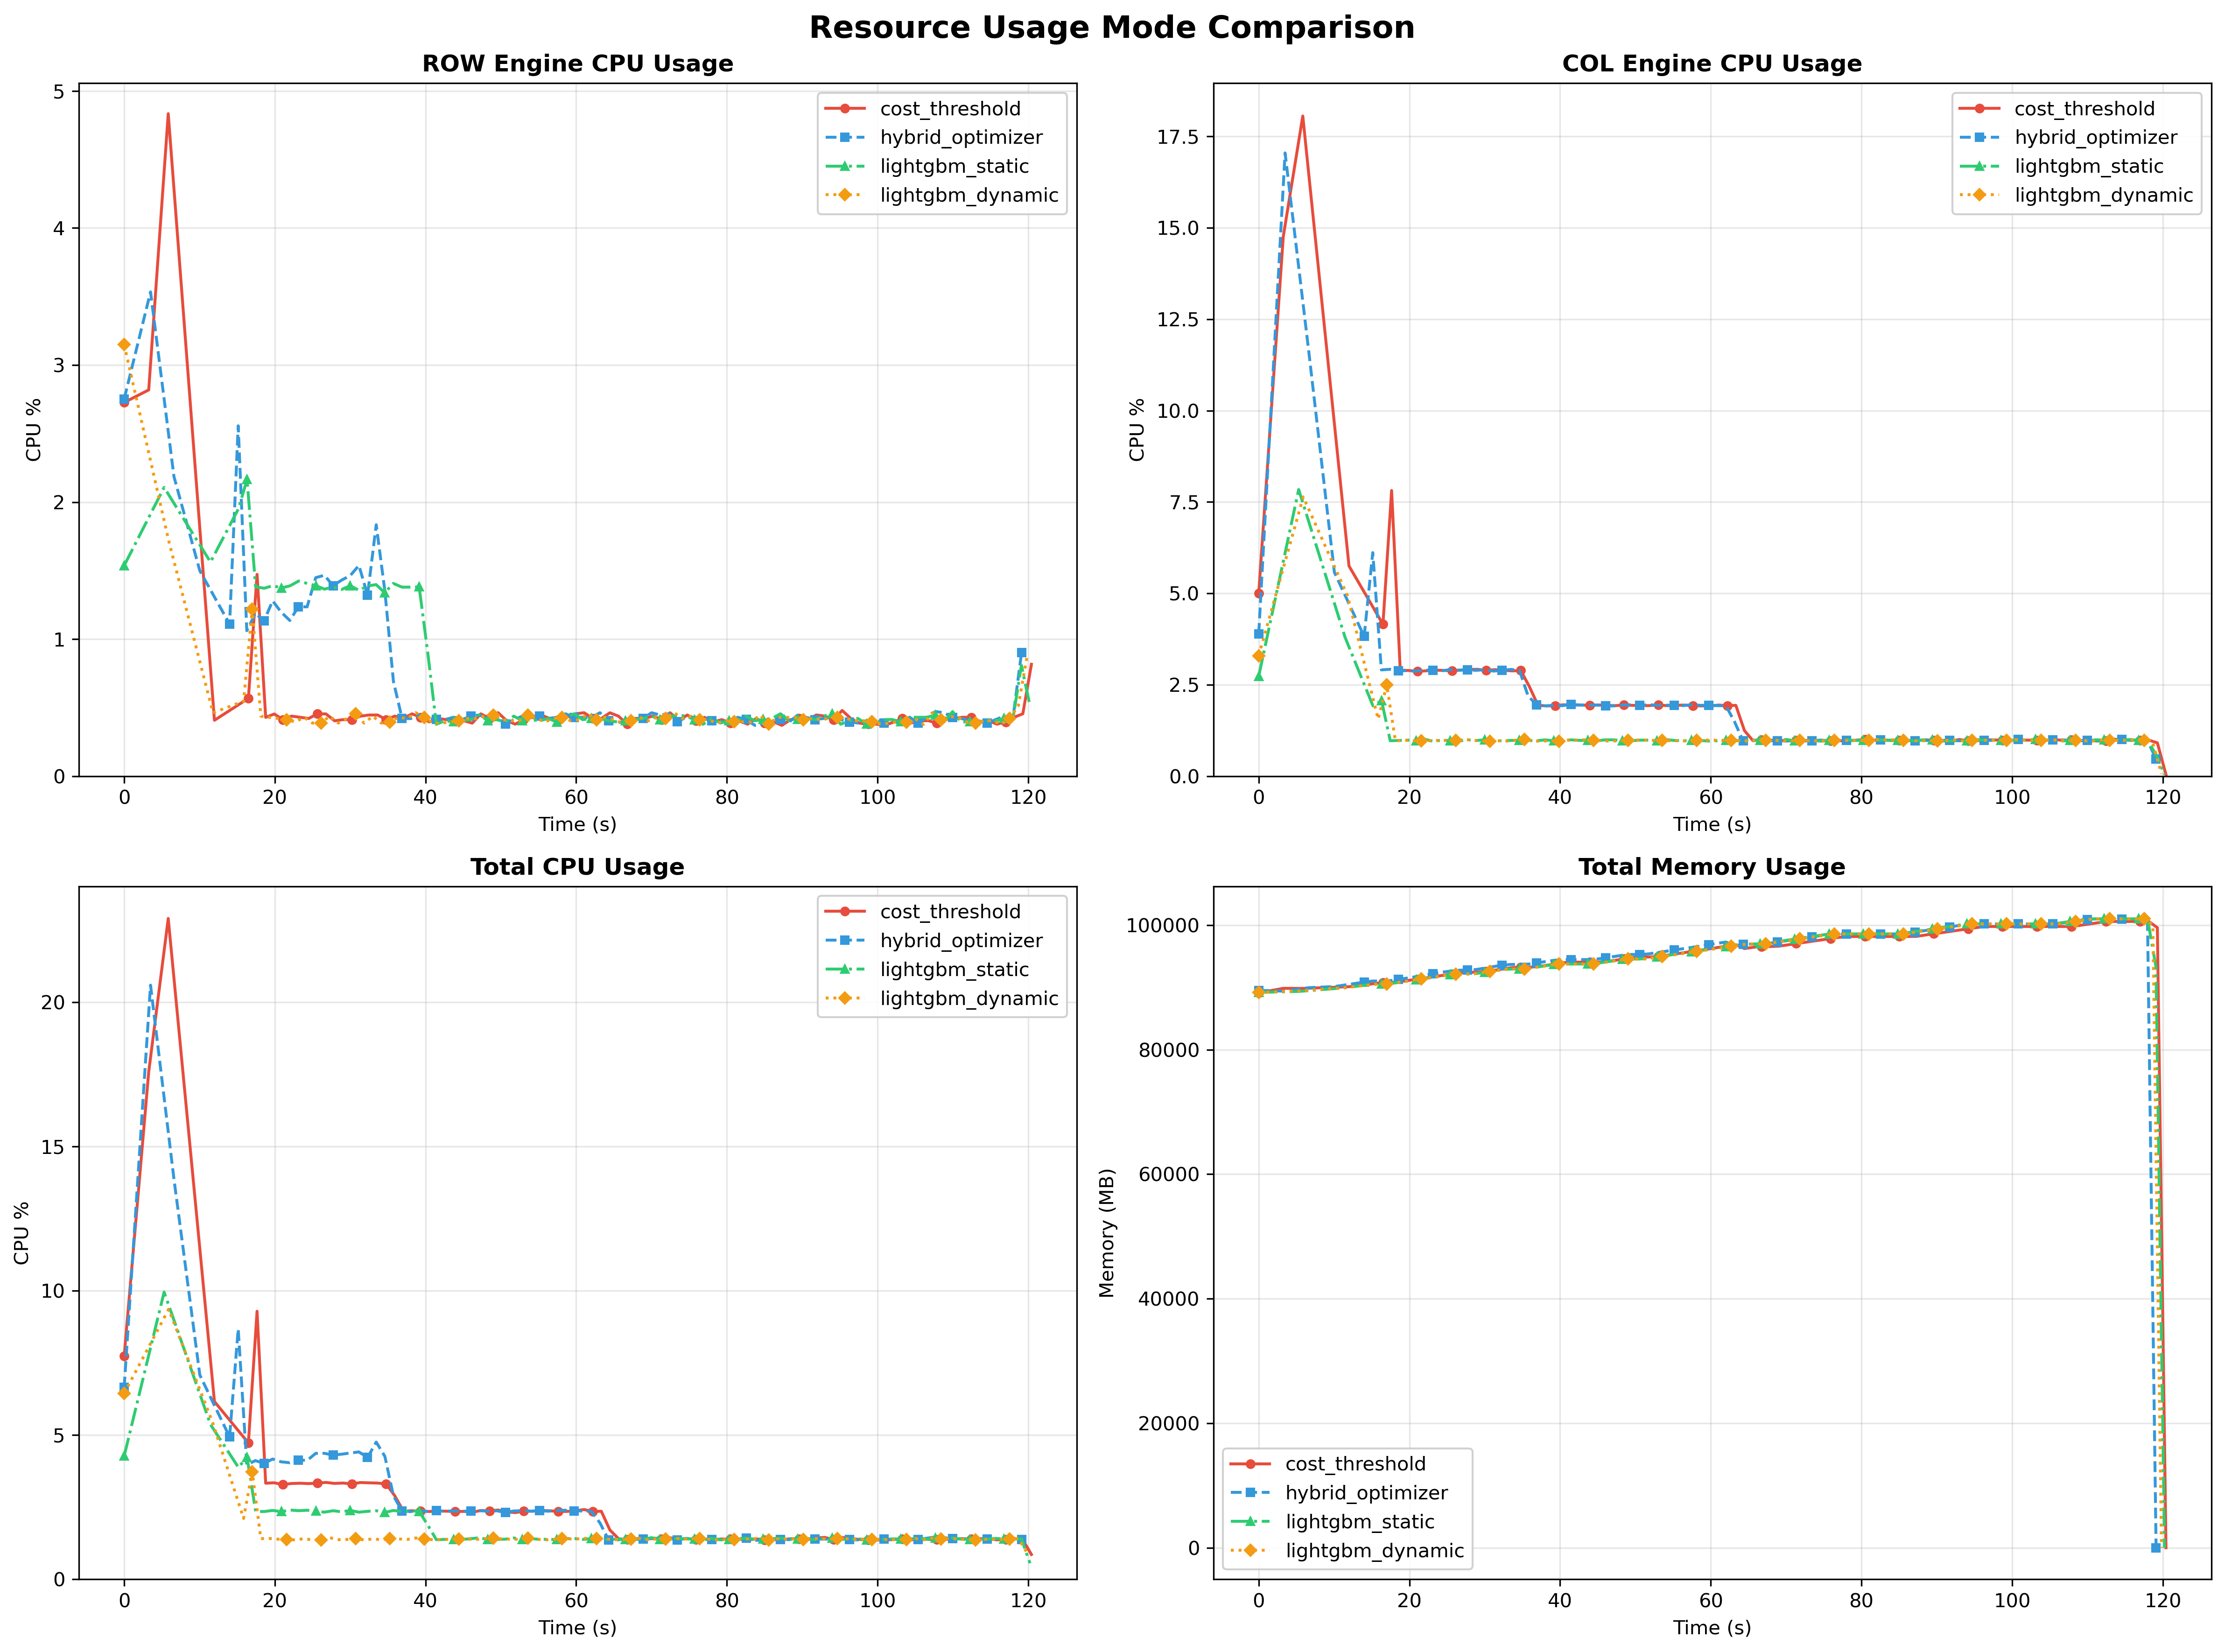 Resource Usage Mode Comparison
ROW Engine CPU Usage
5
4
3
2
1
0
CPU %
0 20 40 60 80 100 120
Time (s)
cost_threshold
hybrid_optimizer
lightgbm_static
lightgbm_dynamic
COL Engine CPU Usage
17.5
15.0
12.5
10.0
7.5
5.0
2.5
0.0
CPU %
0 20 40 60 80 100 120
Time (s)
cost_threshold
hybrid_optimizer
lightgbm_static
lightgbm_dynamic
Total CPU Usage
20
15
10
5
0
CPU %
0 20 40 60 80 100 120
Time (s)
cost_threshold
hybrid_optimizer
lightgbm_static
lightgbm_dynamic
Total Memory Usage
100000
80000
60000
40000
20000
0
Memory (MB)
0 20 40 60 80 100 120
Time (s)
cost_threshold
hybrid_optimizer
lightgbm_static
lightgbm_dynamic